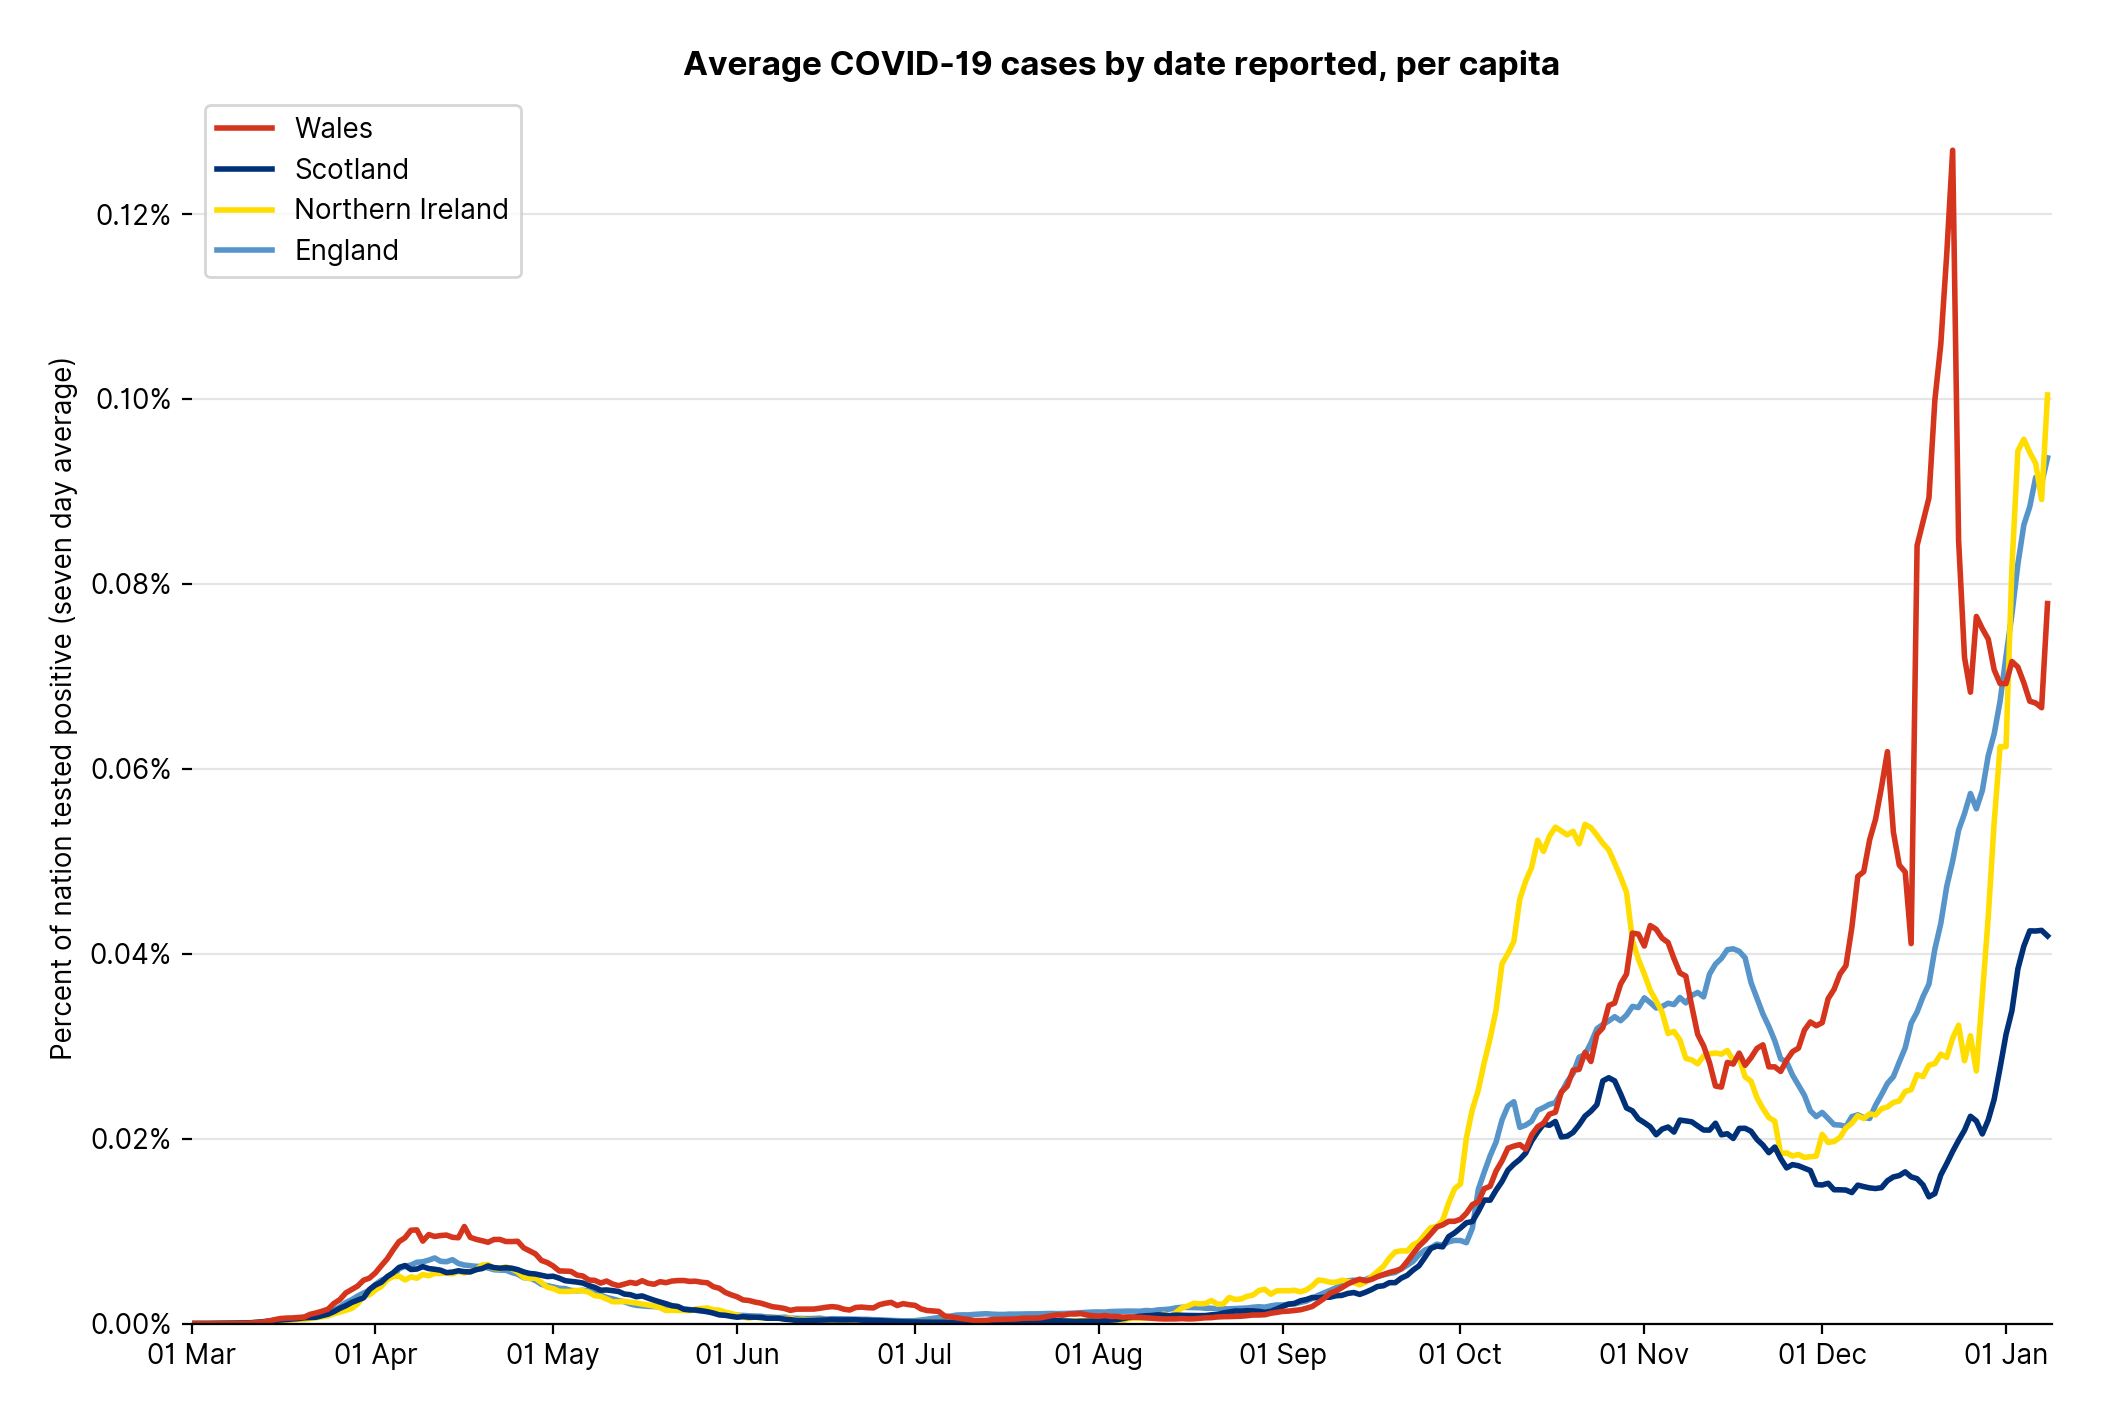 Average COVID-19 cases by date reported, per capita
Wales
Scotland
Northern Ireland
England
Percent of nation tested positive (seven day average)
0.12%
0.10%
0.08%
0.06%
0.04%
0.02%
0.00%
01 Mar 01 Apr 01 May 01 Jun 01 Jul 01 Aug 01 Sep 01 Oct 01 Nov 01 Dec 01 Jan